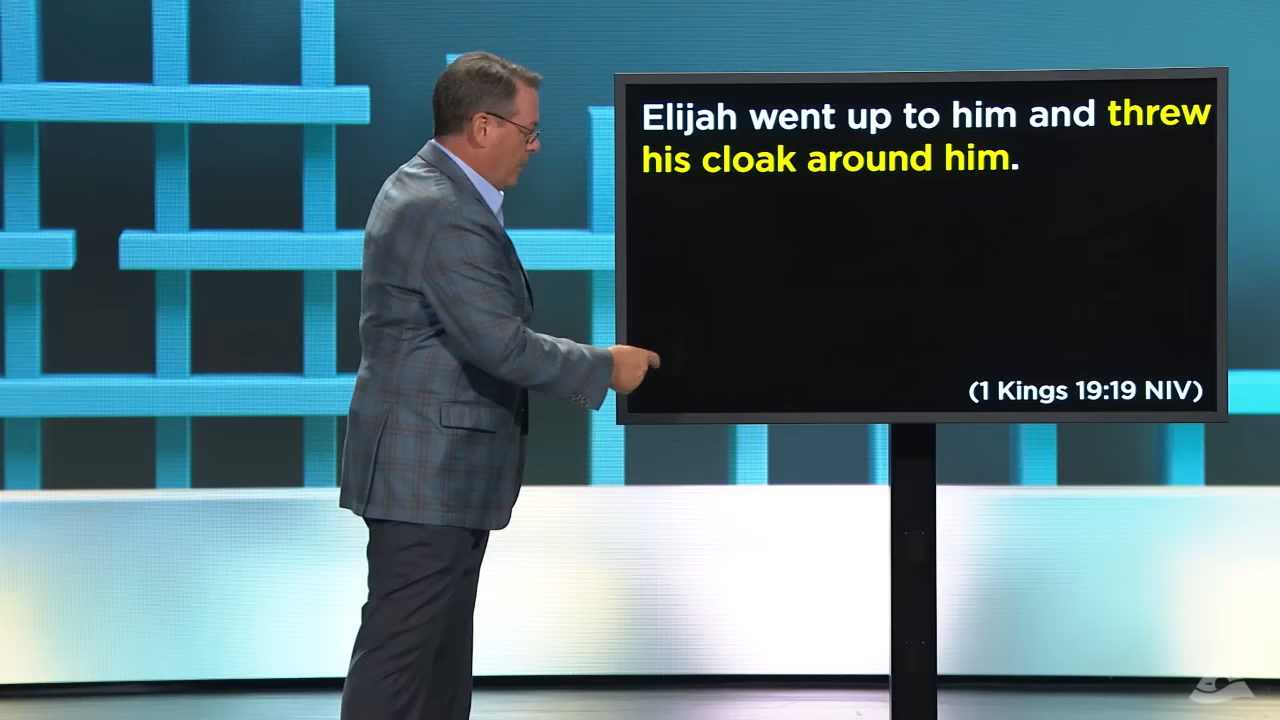 Elijah went up to him and threw
his cloak around him.
(1 Kings 19:19 NIV)